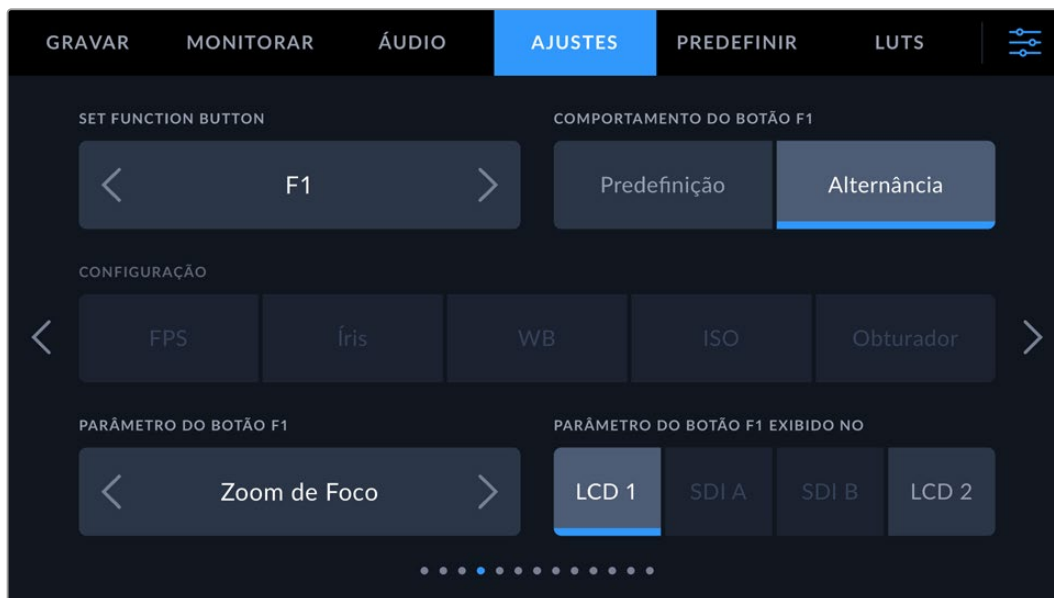 GRAVAR MONITORAR ÁUDIO AJUSTES PREDEFINIR LUTS
SET FUNCTION BUTTON
F1
COMPORTAMENTO DO BOTÃO F1
Predefinição Alternância
CONFIGURAÇÃO
FPS Íris WB ISO Obturador
PARÂMETRO DO BOTÃO F1
Zoom de Foco
PARÂMETRO DO BOTÃO F1 EXIBIDO NO
LCD 1 SDI A SDI B LCD 2